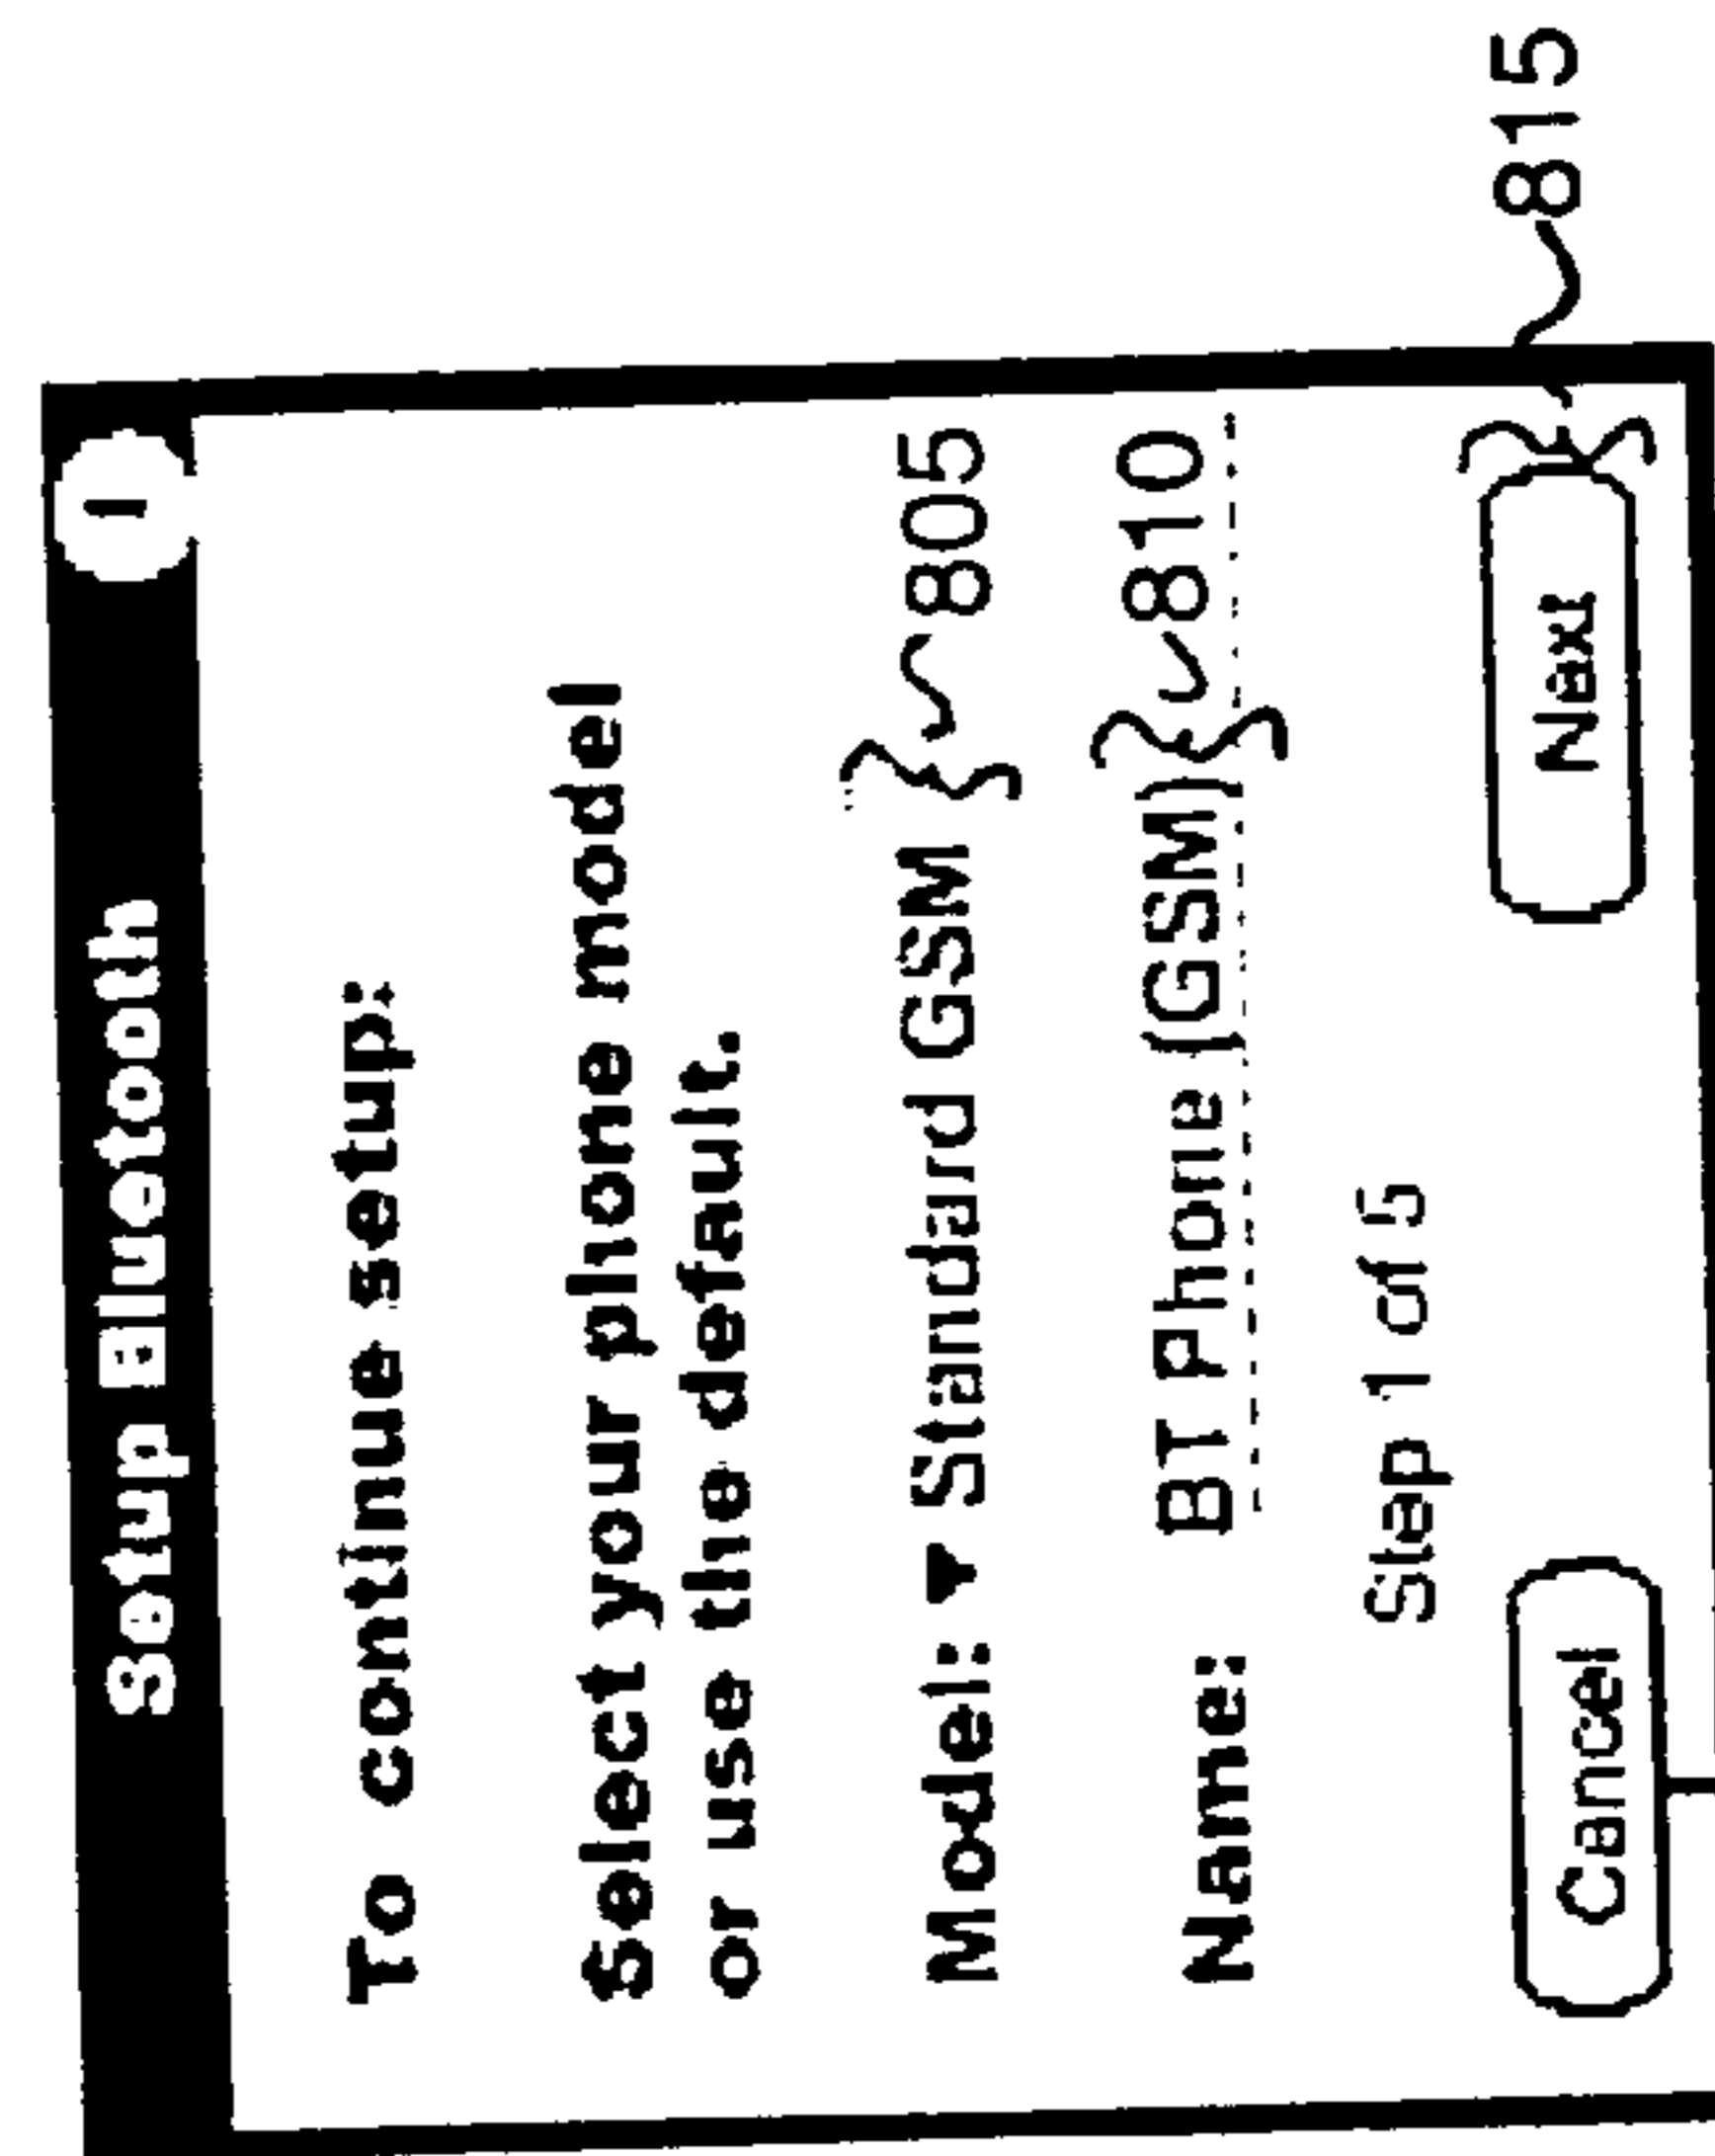 Setup Bluetooth i
To continue setup:
Select your phone model
or use the default.
Model: ▼ Standard GSM 805
Name: BT Phone (GSM) 810
Step 1 of 5
Cancel Next 815